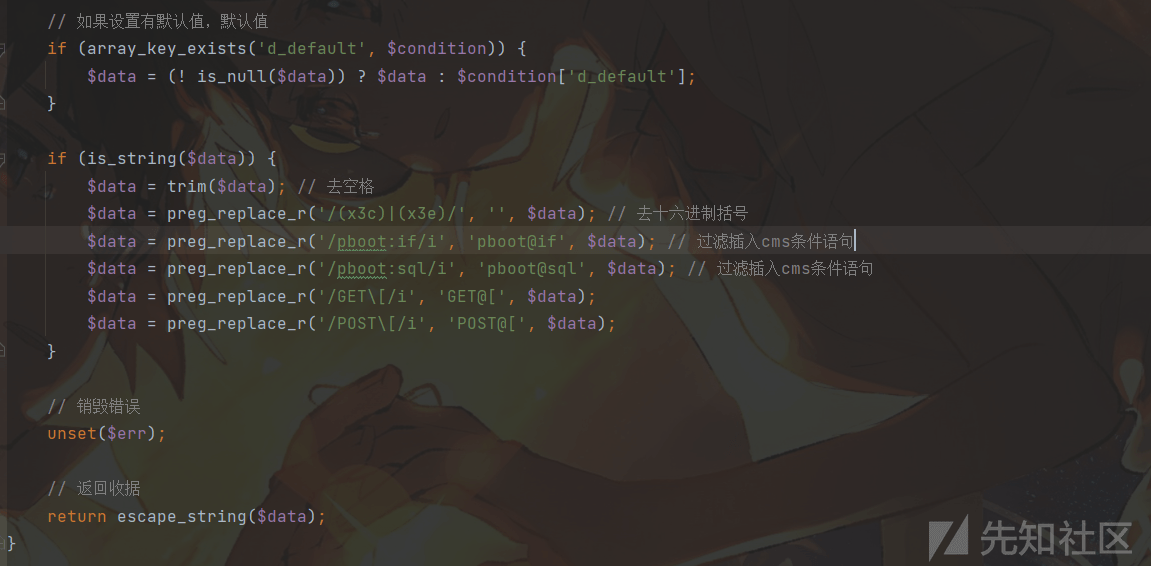 // 如果设置有默认值，默认值
if (array_key_exists('d_default', $condition)) {
$data = (! is_null($data)) ? $data : $condition['d_default'];
}
if (is_string($data)) {
$data = trim($data); // 去空格
$data = preg_replace_r('/(x3c)|(x3e)/', '', $data); // 去十六进制括号
$data = preg_replace_r('/pboot:if/i', 'pboot@if', $data); // 过滤插入cms条件语句
$data = preg_replace_r('/pboot:sql/i', 'pboot@sql', $data); // 过滤插入cms条件语句
$data = preg_replace_r('/GET\[/i', 'GET@[', $data);
$data = preg_replace_r('/POST\[/i', 'POST@[', $data);
}
// 销毁错误
unset($err);
// 返回收据
return escape_string($data);
}
先知社区